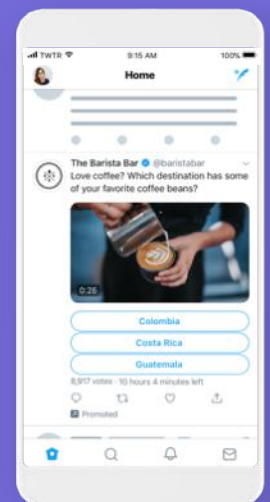 TWTR 9:15 AM 100%
Home
The Barista Bar @baristabar
Love coffee? Which destination has some
of your favorite coffee beans?
0:26
Colombia
Costa Rica
Guatemala
8,917 votes · 10 hours 4 minutes left
Promoted